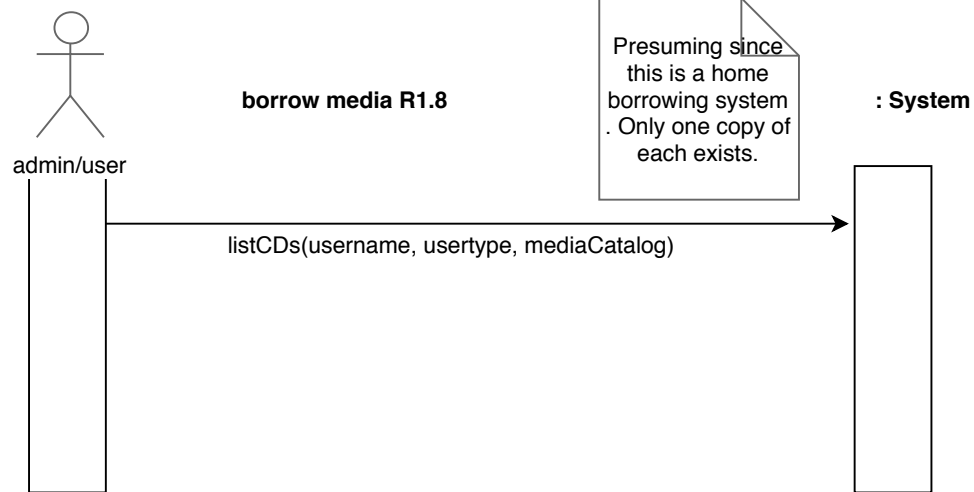 Presuming since
this is a home
borrowing system
. Only one copy of
each exists.
borrow media R1.8
: System
admin/user
listCDs(username, usertype, mediaCatalog)